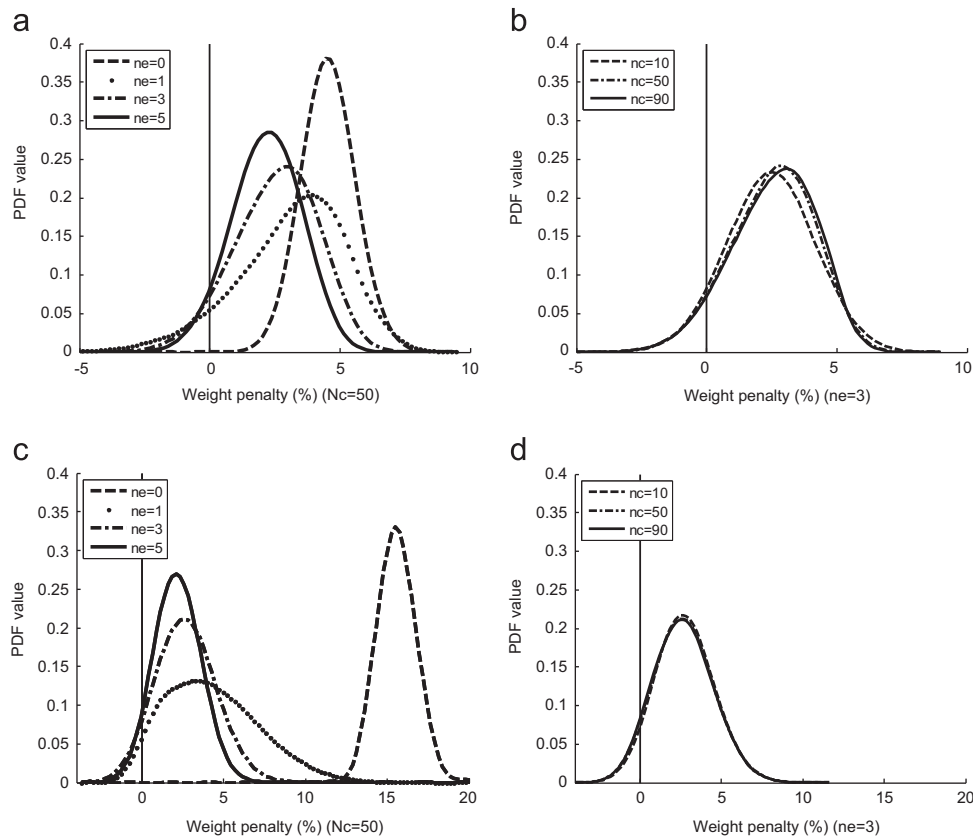 a
0.4
0.35
0.3
0.25
0.2
0.15
0.1
0.05
0
PDF value
ne=0
ne=1
ne=3
ne=5
-5
0
5
10
Weight penalty (%) (Nc=50)
b
0.4
0.35
0.3
0.25
0.2
0.15
0.1
0.05
0
PDF value
nc=10
nc=50
nc=90
-5
0
5
10
Weight penalty (%) (ne=3)
c
0.4
0.35
0.3
0.25
0.2
0.15
0.1
0.05
0
PDF value
ne=0
ne=1
ne=3
ne=5
0
5
10
15
20
Weight penalty (%) (Nc=50)
d
0.4
0.35
0.3
0.25
0.2
0.15
0.1
0.05
0
PDF value
nc=10
nc=50
nc=90
0
5
10
15
20
Weight penalty (%) (ne=3)